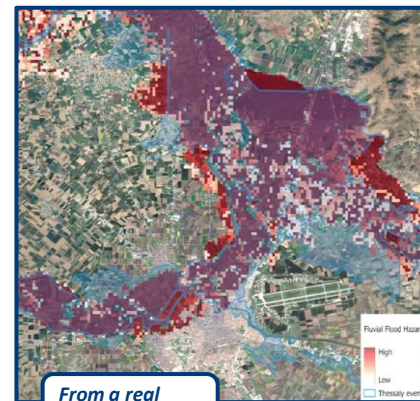 Fluvial Flood Hazar
High
Low
Thessaly even
From a real